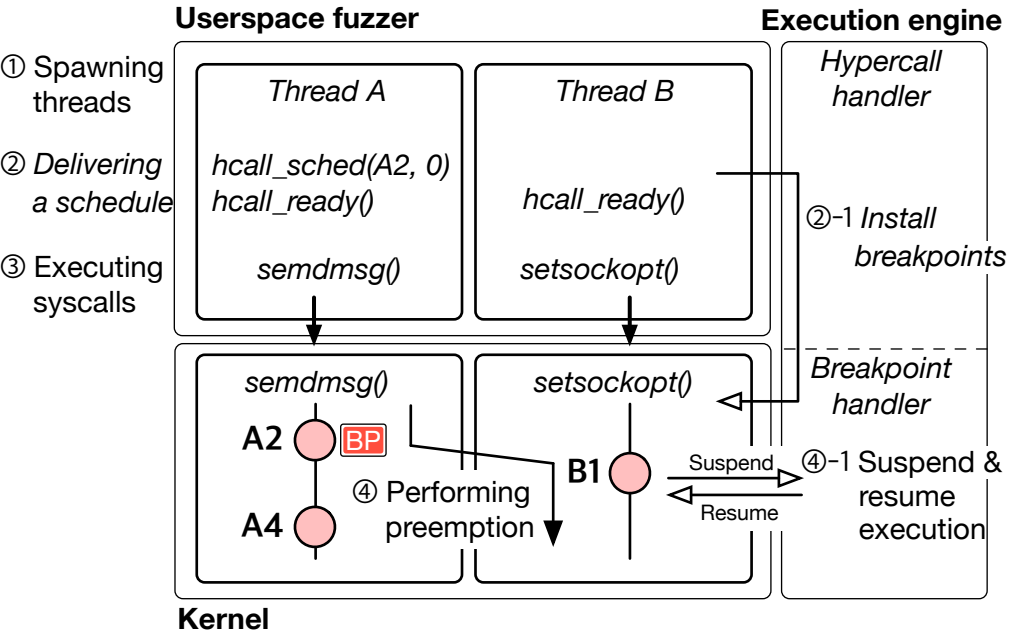 Userspace fuzzer
Execution engine
① Spawning
threads
② Delivering
a schedule
③ Executing
syscalls
Thread A
hcall_sched(A2, 0)
hcall_ready()
semdmsg()
Thread B
hcall_ready()
setsockopt()
Hypercall
handler
②-1 Install
breakpoints
semdmsg()
A2
BP
A4
④ Performing
preemption
setsockopt()
B1
Suspend
Resume
Breakpoint
handler
④-1 Suspend &
resume
execution
Kernel